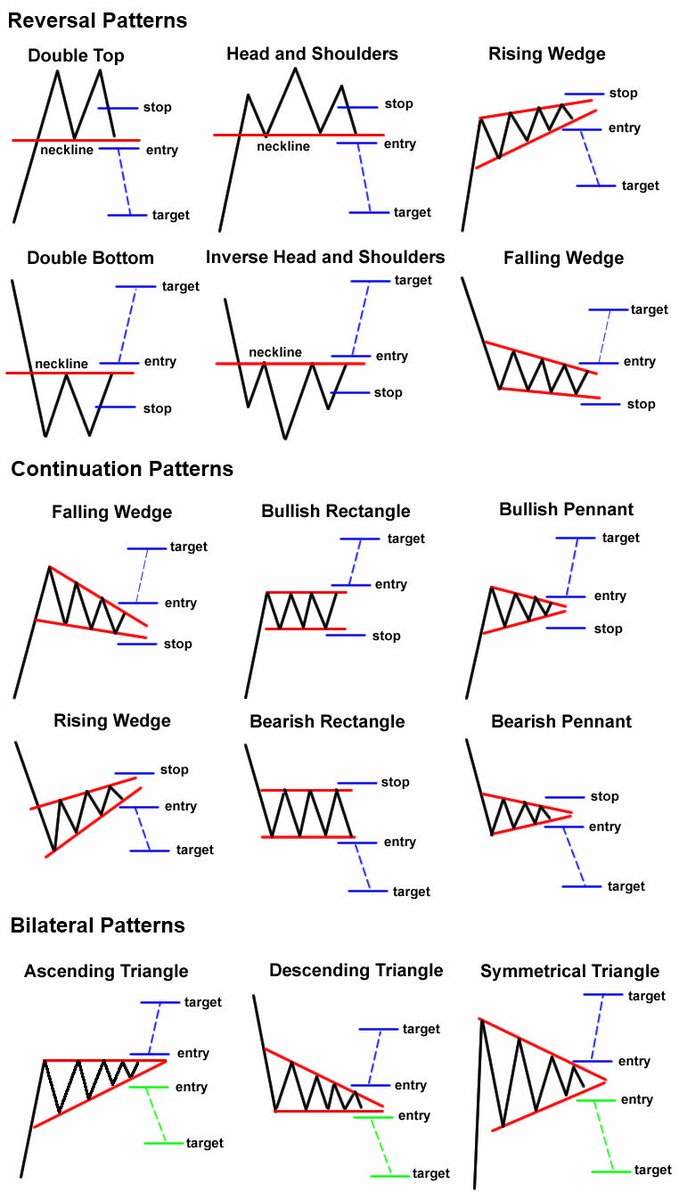 Reversal Patterns
Double Top
stop
neckline
entry
target
Head and Shoulders
stop
neckline
entry
target
Rising Wedge
stop
entry
target
Double Bottom
target
neckline
entry
stop
Inverse Head and Shoulders
target
neckline
entry
stop
Falling Wedge
target
entry
stop
Continuation Patterns
Falling Wedge
target
entry
stop
Bullish Rectangle
target
entry
stop
Bullish Pennant
target
entry
stop
Rising Wedge
stop
entry
target
Bearish Rectangle
stop
entry
target
Bearish Pennant
stop
entry
target
Bilateral Patterns
Ascending Triangle
target
entry
entry
target
Descending Triangle
target
entry
entry
target
Symmetrical Triangle
target
entry
entry
target